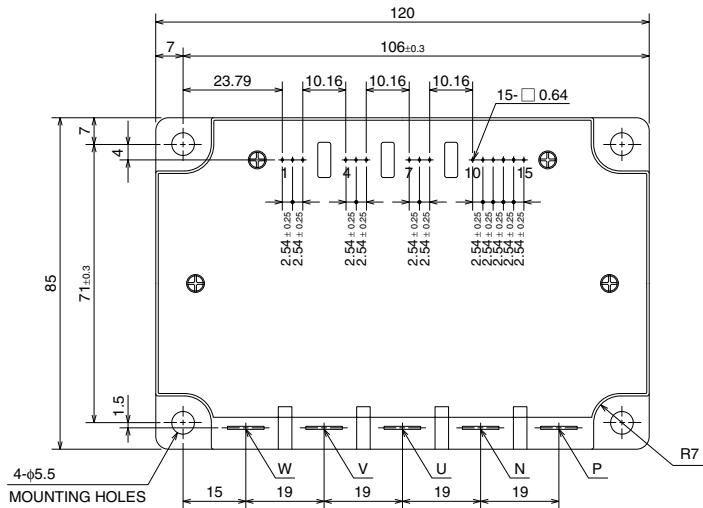 120
7
106±0.3
23.79
10.16
10.16
10.16
15-□ 0.64
7
4
1
4
7
10
15
2.54 ± 0.25
2.54 ± 0.25
2.54 ± 0.25
2.54 ± 0.25
2.54 ± 0.25
2.54 ± 0.25
2.54 ± 0.25
2.54 ± 0.25
2.54 ± 0.25
2.54 ± 0.25
2.54 ± 0.25
85
71±0.3
1.5
4-ϕ5.5
MOUNTING HOLES
W
V
U
N
P
R7
15
19
19
19
19